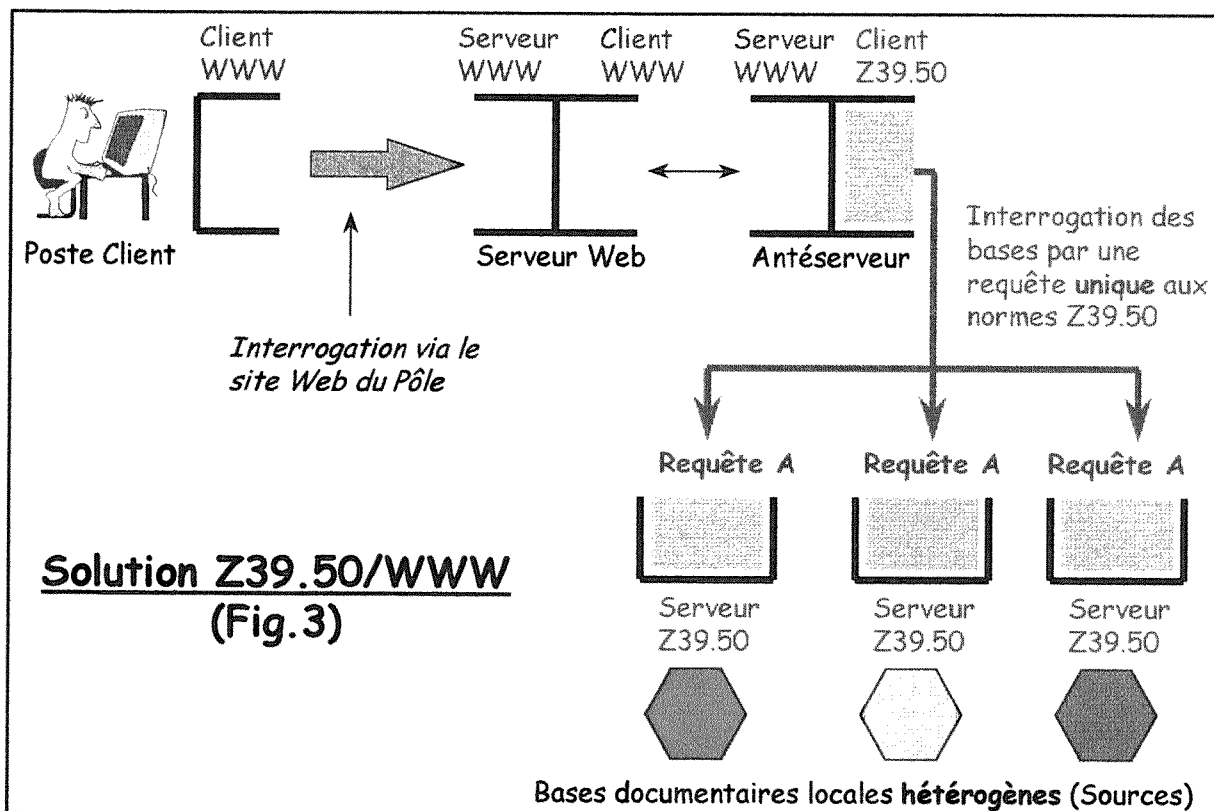 Client
WWW
Serveur
WWW
Client
WWW
Serveur
WWW
Client
Z39.50
Poste Client
Serveur Web
Antéserveur
Interrogation des
bases par une
requête unique aux
normes Z39.50
Interrogation via le
site Web du Pôle
Requête A
Requête A
Requête A
Solution Z39.50/WWW
(Fig.3)
Serveur
Z39.50
Serveur
Z39.50
Serveur
Z39.50
Bases documentaires locales hétérogènes (Sources)